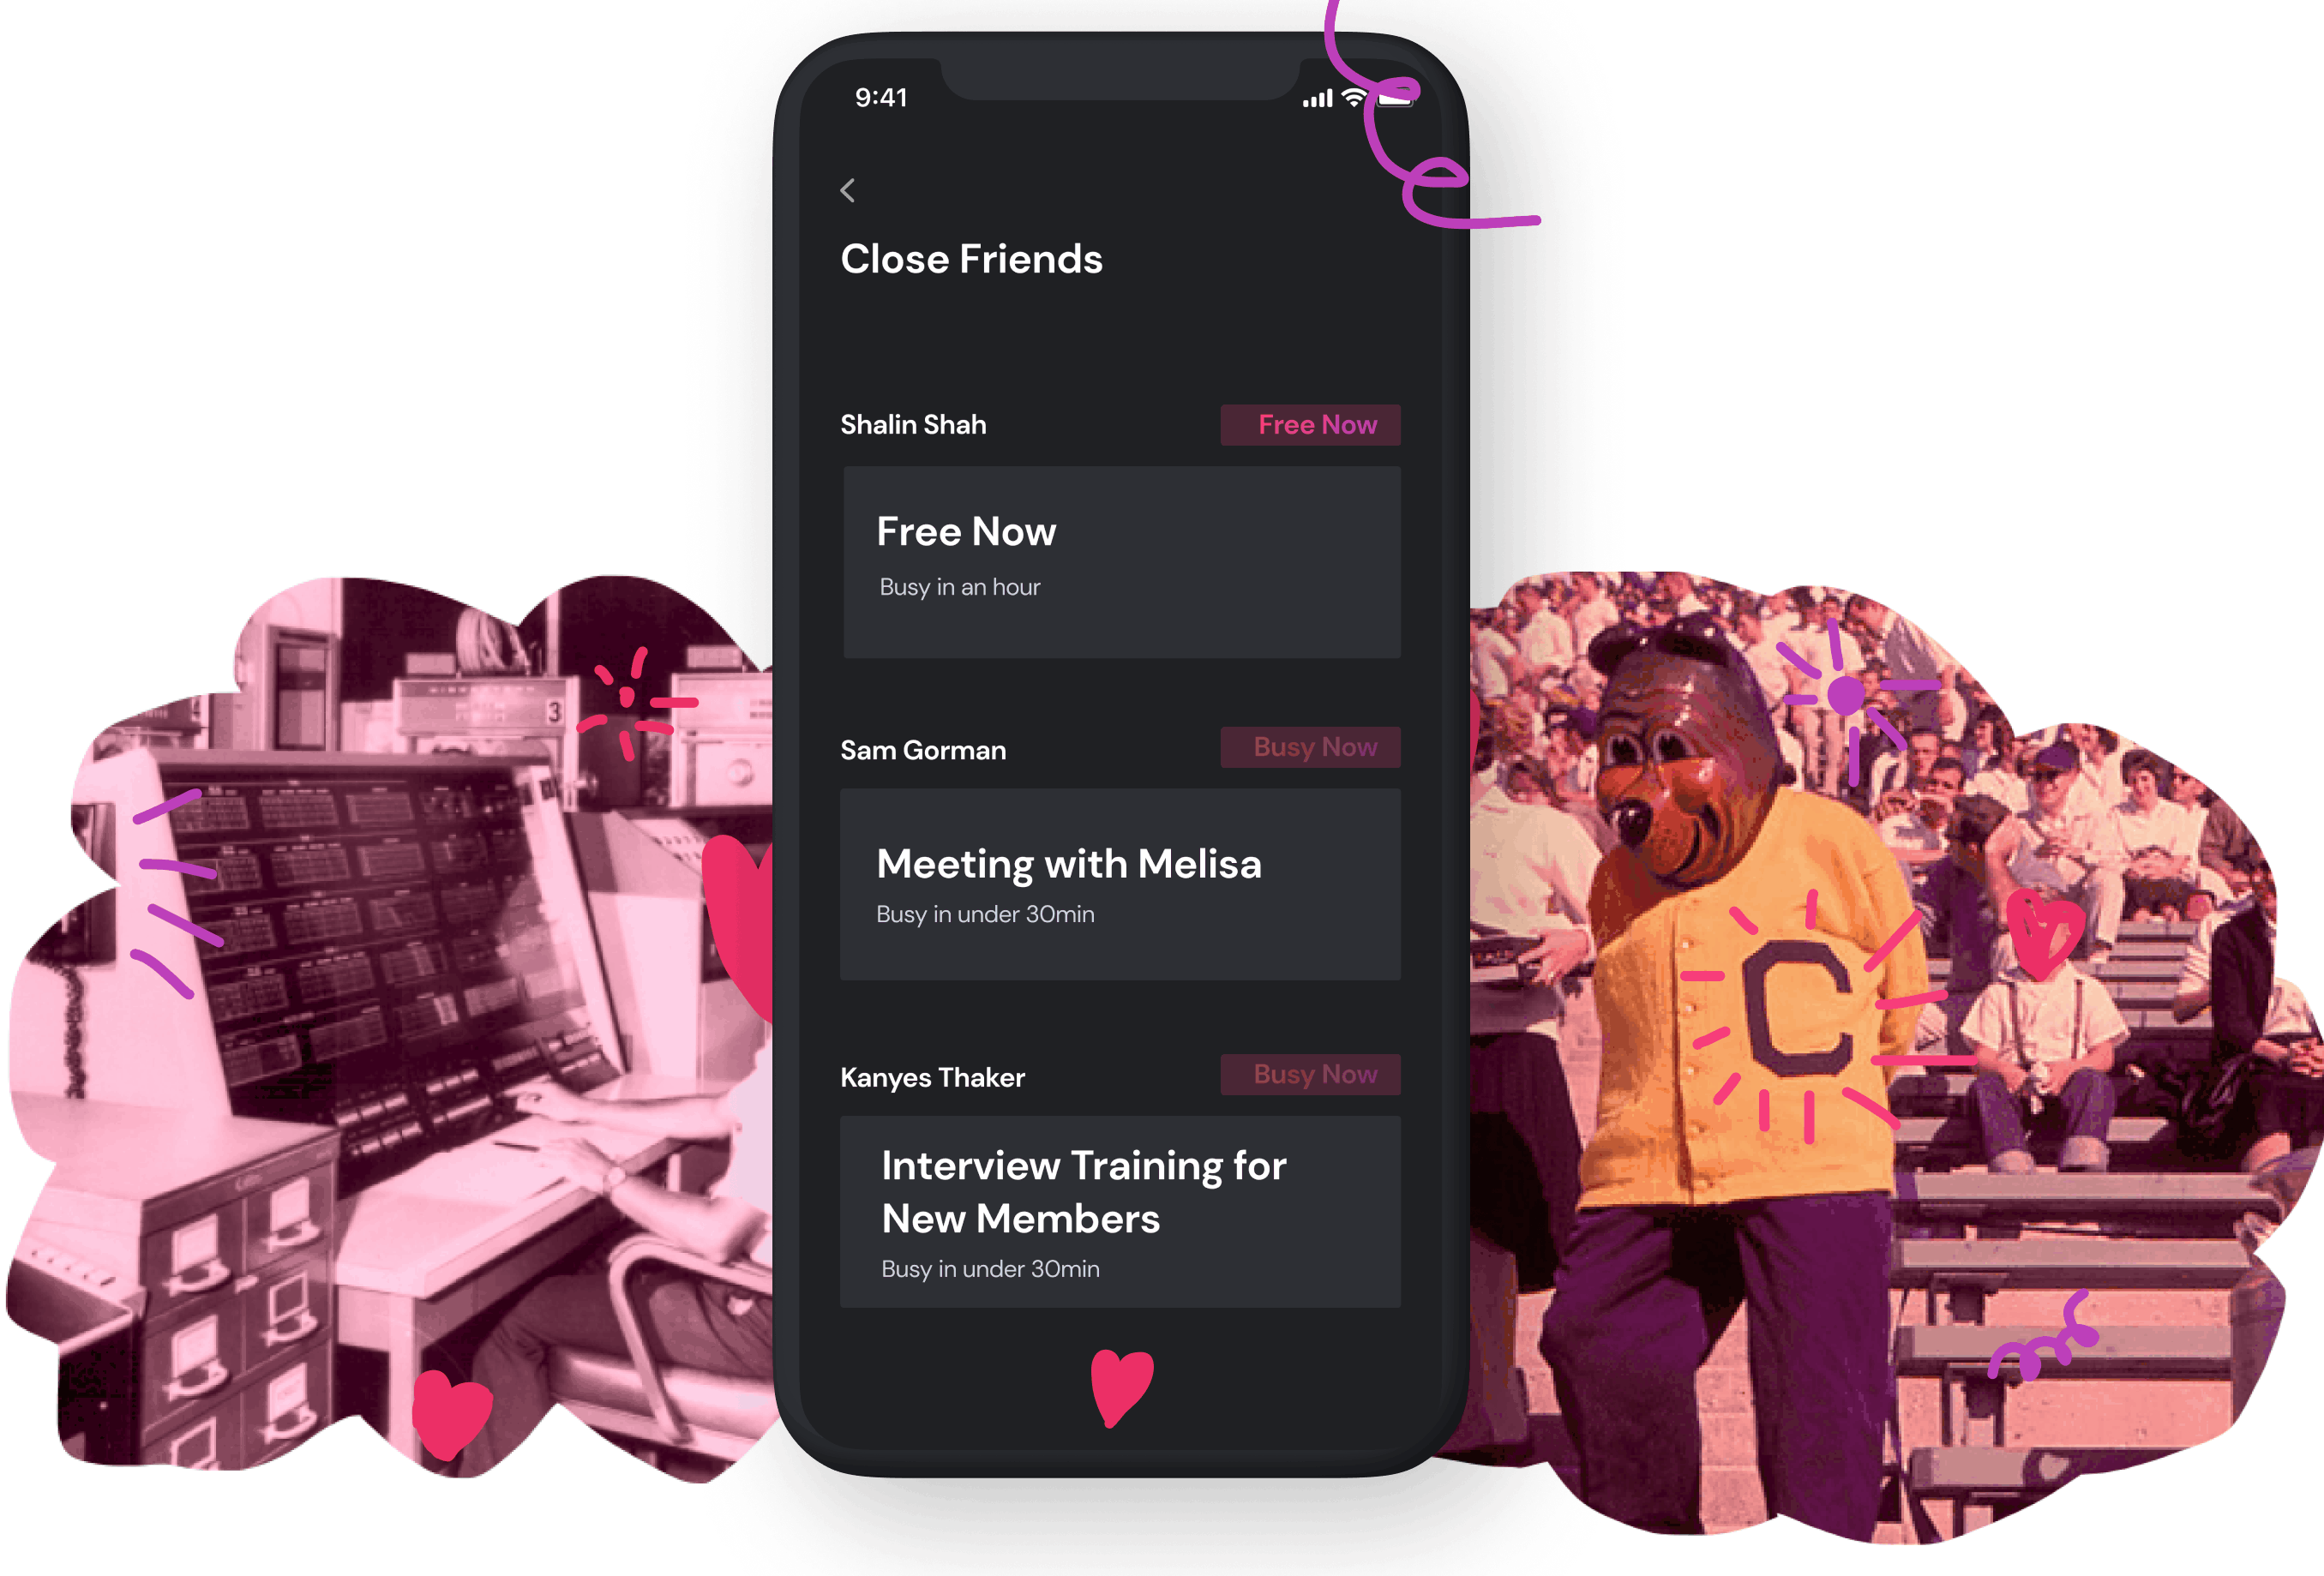 9:41
Close Friends
Shalin Shah
Free Now
Free Now
Busy in an hour
Sam Gorman
Busy Now
Meeting with Melisa
Busy in under 30min
Kanyes Thaker
Busy Now
Interview Training for
New Members
Busy in under 30min
3
4
C